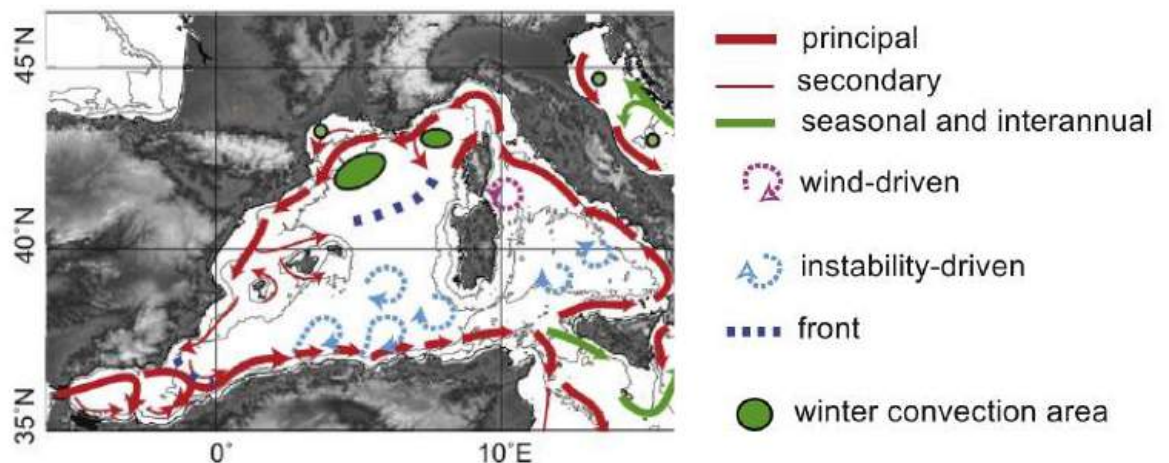 45°N
40°N
35°N
0°
10°E
principal
secondary
seasonal and interannual
wind-driven
instability-driven
front
winter convection area